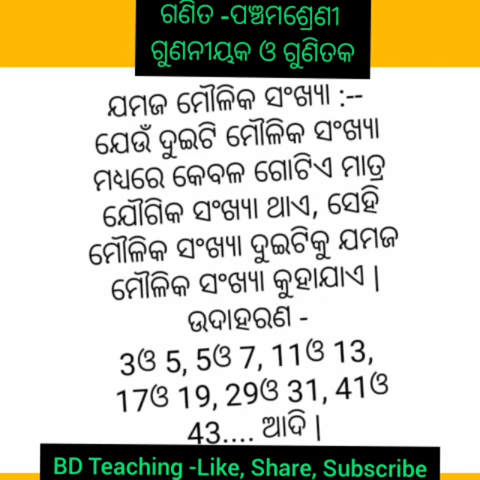 ଗଣିତ -ପଞ୍ଚମଶ୍ରେଣୀ
ଗୁଣନୀୟକ ଓ ଗୁଣିତକ
ଯମଜ ମୌଳିକ ସଂଖ୍ୟା :--
ଯେଉଁ ଦୁଇଟି ମୌଳିକ ସଂଖ୍ୟା
ମଧ୍ୟରେ କେବଳ ଗୋଟିଏ ମାତ୍ର
ଯୌଗିକ ସଂଖ୍ୟା ଥାଏ, ସେହି
ମୌଳିକ ସଂଖ୍ୟା ଦୁଇଟିକୁ ଯମଜ
ମୌଳିକ ସଂଖ୍ୟା କୁହାଯାଏ |
ଉଦାହରଣ -
3ଓ 5, 5ଓ 7, 11ଓ 13,
17ଓ 19, 29ଓ 31, 41ଓ
43.... ଆଦି |
BD Teaching -Like, Share, Subscribe